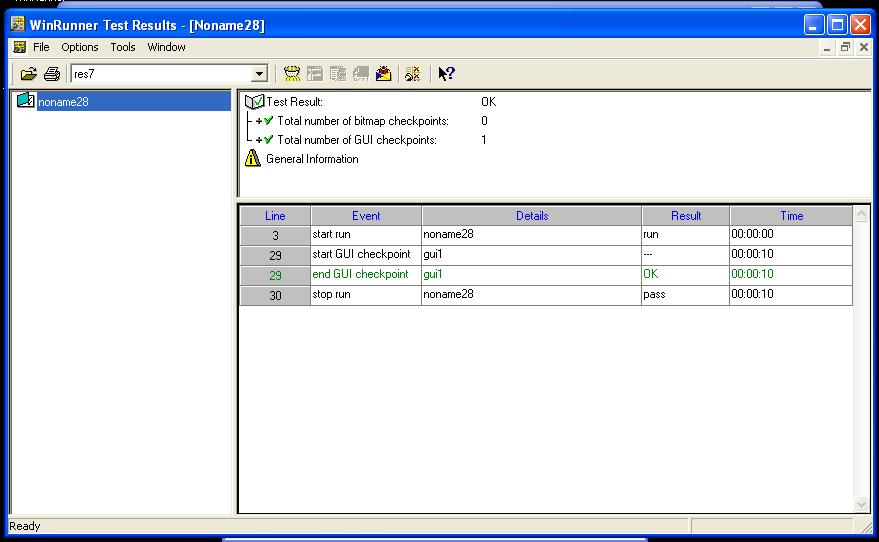 WinRunner Test Results - [Noname28]
File Options Tools Window
res7
noname28
Test Result: OK
Total number of bitmap checkpoints: 0
Total number of GUI checkpoints: 1
General Information
Line Event Details Result Time
3 start run noname28 run 00:00:00
29 start GUI checkpoint gui1 --- 00:00:10
29 end GUI checkpoint gui1 OK 00:00:10
30 stop run noname28 pass 00:00:10
Ready